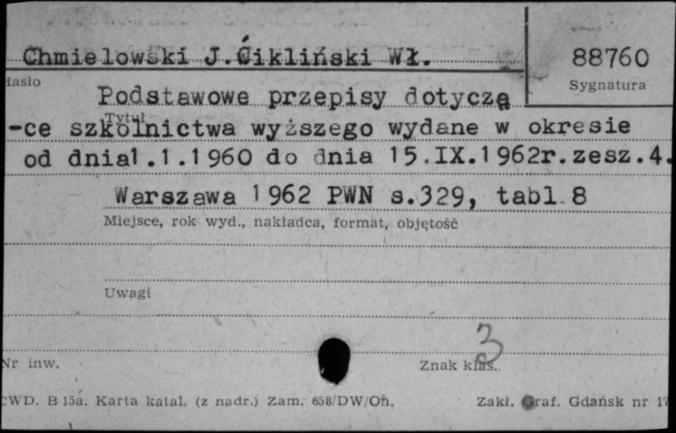 Chmielowski J.Ćikliński Wł.
88760
Hasło
Sygnatura
Podstawowe przepisy dotyczą
Tytuł
-ce szkolnictwa wyższego wydane w okresie
od dnia1.1.1960 do dnia 15.IX.1962r.zesz.4.
Warszawa 1962 PWN s.329, tabl 8
Miejsce, rok wyd., nakładca, format, objętość
Uwagi
3
Nr inw.
Znak klas.
CWD. B 15a. Karta katal. (z nadr.) Zam. 658/DW/Oh.
Zakł. Graf. Gdańsk nr 17